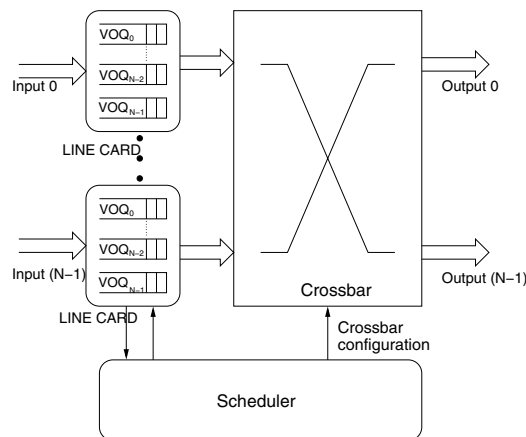 VOQ0
VOQN−2
VOQN−1
Input 0
Output 0
LINE CARD
VOQ0
VOQN−2
VOQN−1
Input (N−1)
Output (N−1)
Crossbar
LINE CARD
Crossbar
configuration
Scheduler